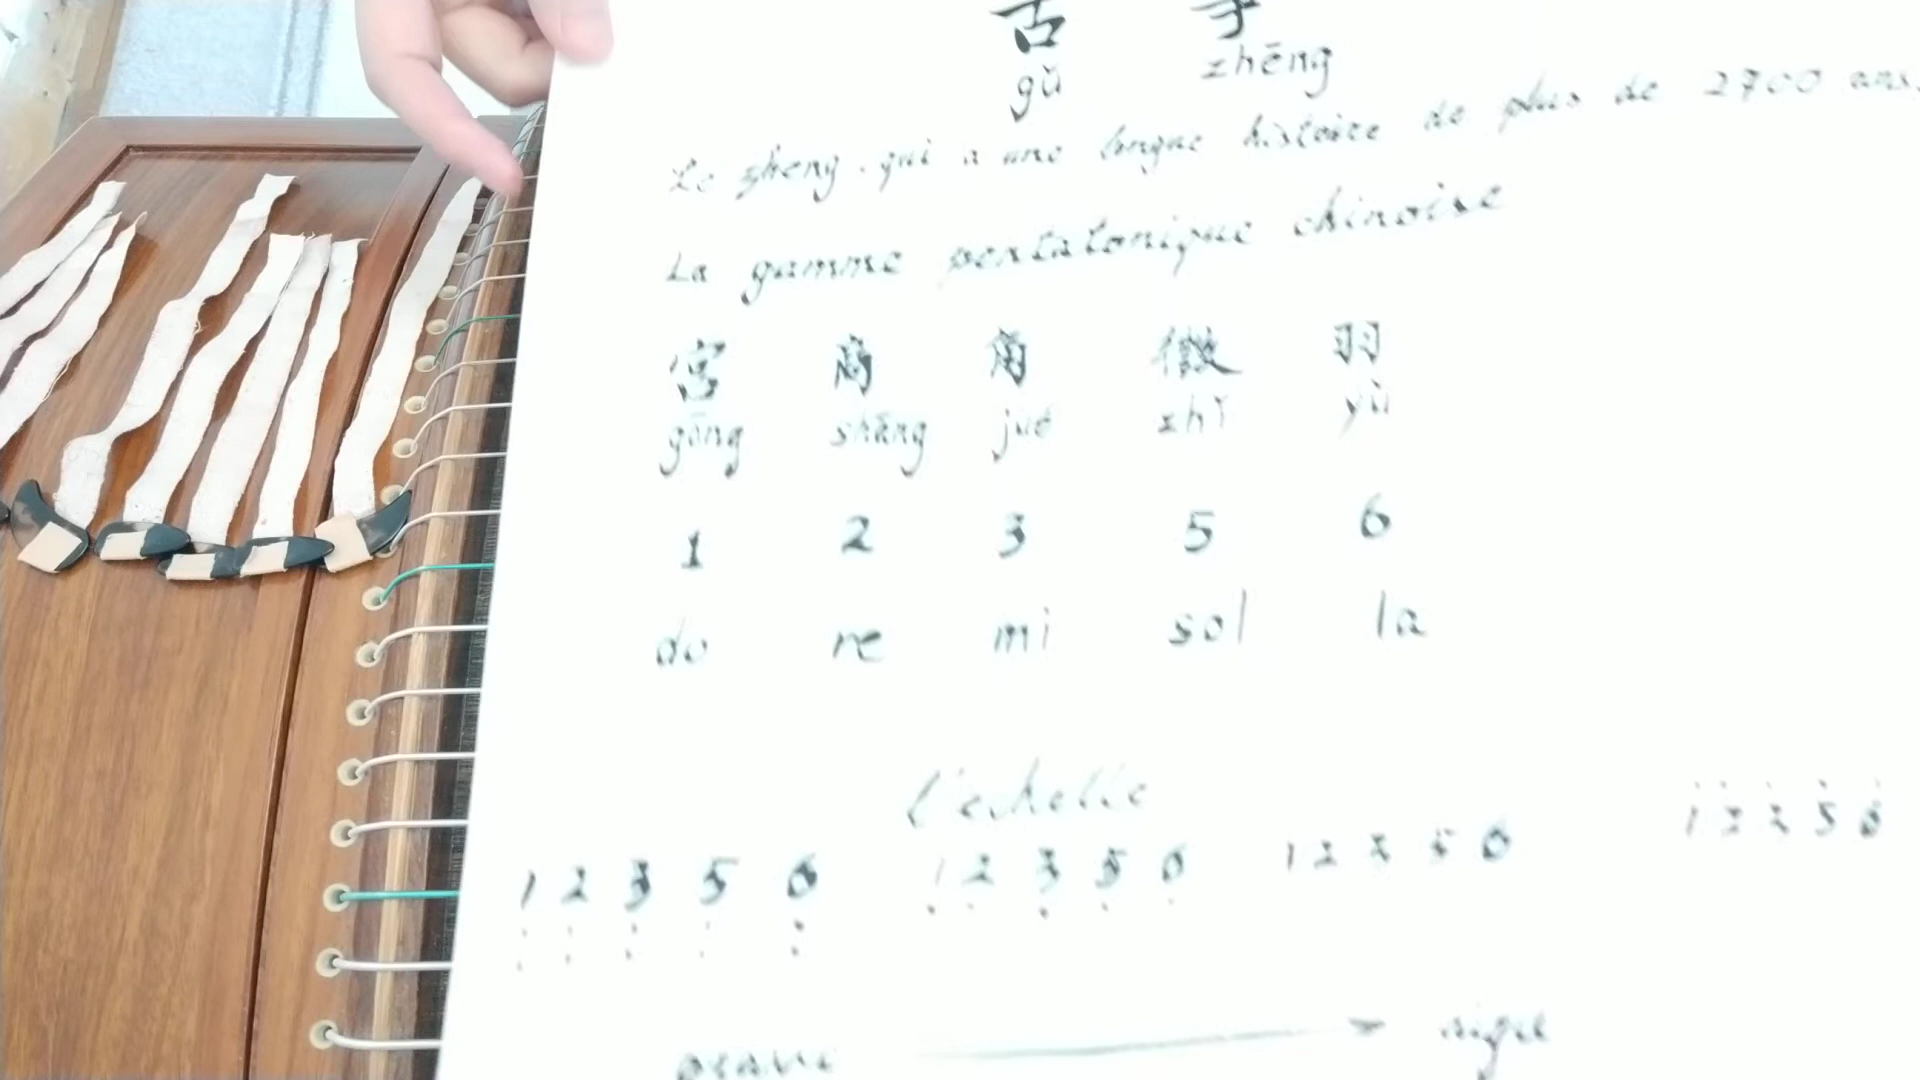 古 筝
gǔ zhēng
Le zheng, qui a une longue histoire de plus de 2700 ans,
La gamme pentatonique chinoise
宫 商 角 徵 羽
gōng shāng jué zhǐ yǔ
1 2 3 5 6
do re mi sol la
l'echelle
1 2 3 5 6 1 2 3 5 6 1 2 3 5 6 1 2 3 5 6
grave → aigu